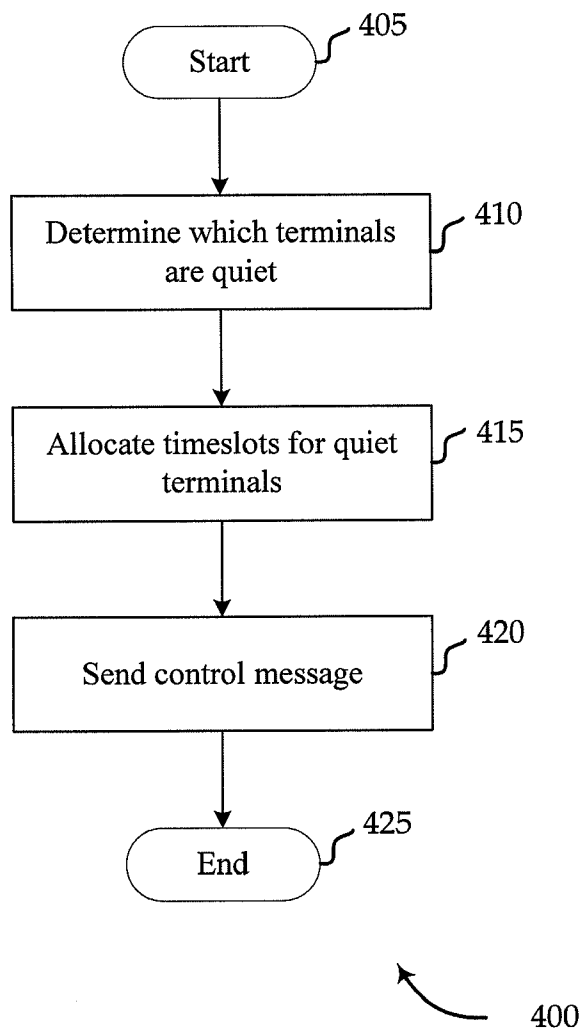 405
Start
410
Determine which terminals
are quiet
415
Allocate timeslots for quiet
terminals
420
Send control message
425
End
400